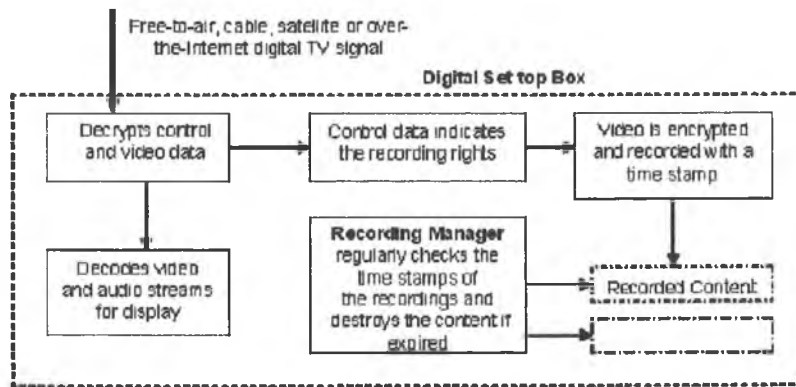 Free-to-air, cable, satellite or over-
the-Internet digital TV signal
Digital Set top Box
Decrypts control
and video data
Control data indicates
the recording rights
Video is encrypted
and recorded with a
time stamp
Decodes video
and audio streams
for display
Recording Manager
regularly checks the
time stamps of
the recordings and
destroys the content if
expired
Recorded Content